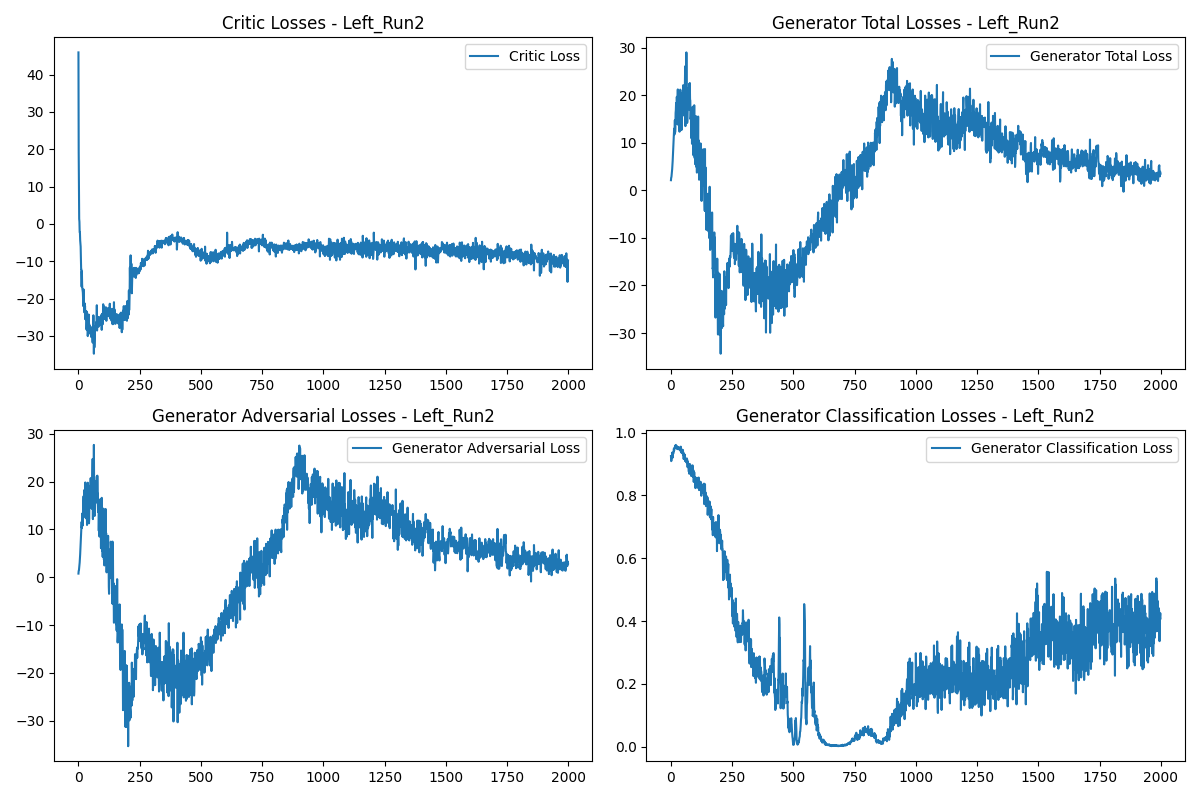 Critic Losses - Left_Run2
Critic Loss
40
30
20
10
0
−10
−20
−30
0 250 500 750 1000 1250 1500 1750 2000
Generator Total Losses - Left_Run2
Generator Total Loss
30
20
10
0
−10
−20
−30
0 250 500 750 1000 1250 1500 1750 2000
Generator Adversarial Losses - Left_Run2
Generator Adversarial Loss
30
20
10
0
−10
−20
−30
0 250 500 750 1000 1250 1500 1750 2000
Generator Classification Losses - Left_Run2
Generator Classification Loss
1.0
0.8
0.6
0.4
0.2
0.0
0 250 500 750 1000 1250 1500 1750 2000